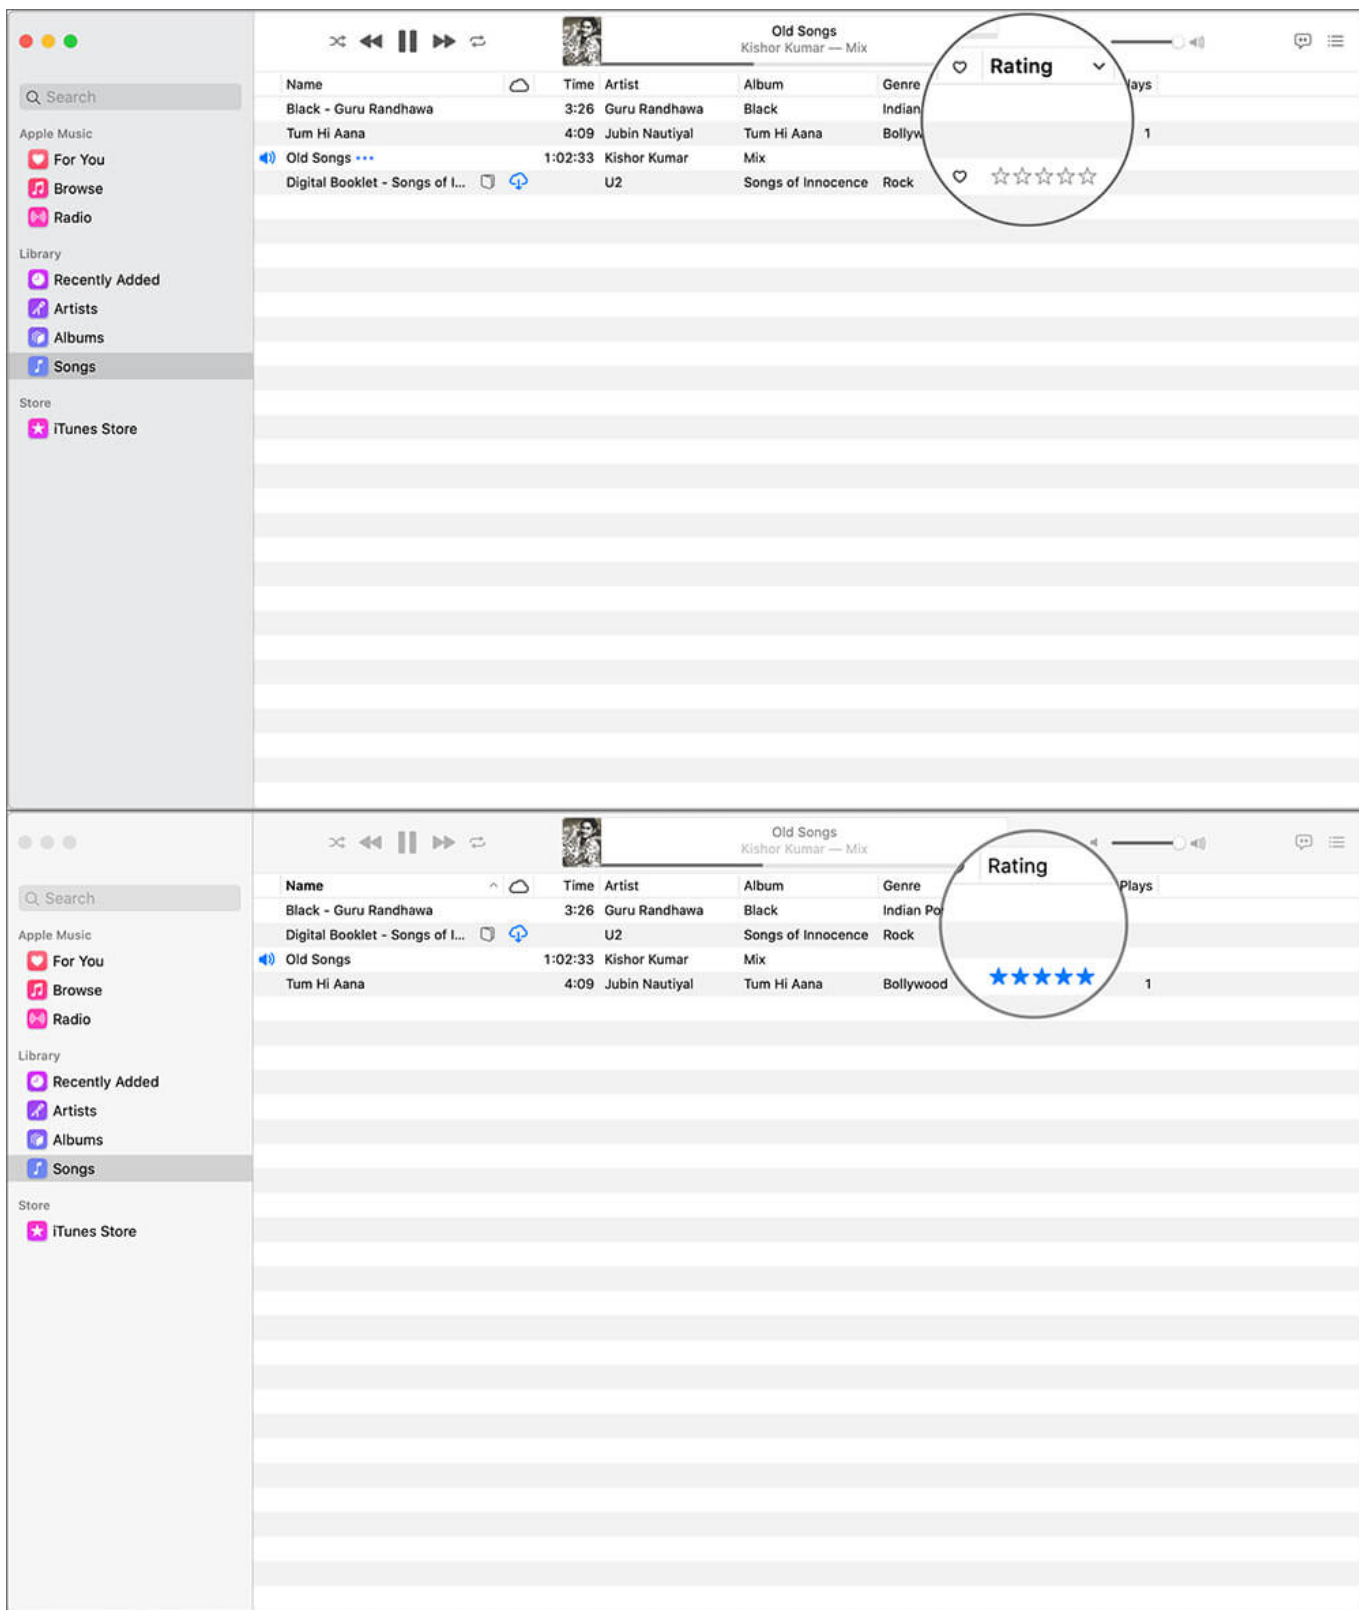 Old Songs
Kishor Kumar — Mix
Search
Name Time Artist Album Genre Rating lays
Black - Guru Randhawa 3:26 Guru Randhawa Black Indian
Apple Music
Tum Hi Aana 4:09 Jubin Nautiyal Tum Hi Aana Bollyw 1
For You
Old Songs ••• 1:02:33 Kishor Kumar Mix
Browse
Digital Booklet - Songs of I... U2 Songs of Innocence Rock
Radio
Library
Recently Added
Artists
Albums
Songs
Store
iTunes Store
Old Songs
Kishor Kumar — Mix
Search
Name Time Artist Album Genre Rating Plays
Black - Guru Randhawa 3:26 Guru Randhawa Black Indian Po
Apple Music
Digital Booklet - Songs of I... U2 Songs of Innocence Rock
For You
Old Songs 1:02:33 Kishor Kumar Mix
Browse
Tum Hi Aana 4:09 Jubin Nautiyal Tum Hi Aana Bollywood 1
Radio
Library
Recently Added
Artists
Albums
Songs
Store
iTunes Store